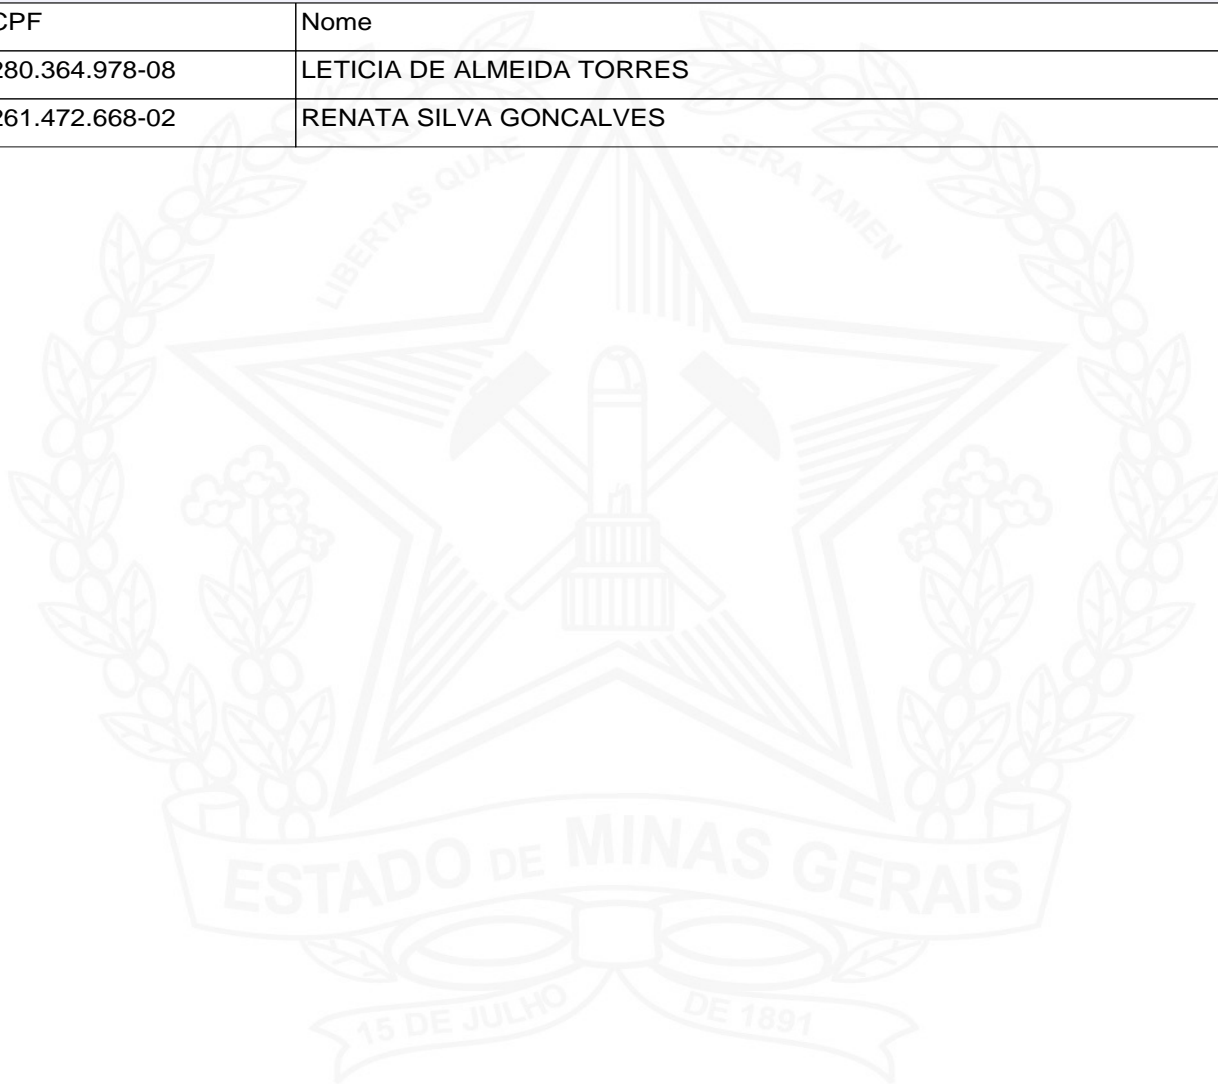 CPF Nome
280.364.978-08 LETICIA DE ALMEIDA TORRES
261.472.668-02 RENATA SILVA GONCALVES
LIBERTAS QUAE SERA TAMEN
ESTADO DE MINAS GERAIS
15 DE JULHO DE 1891